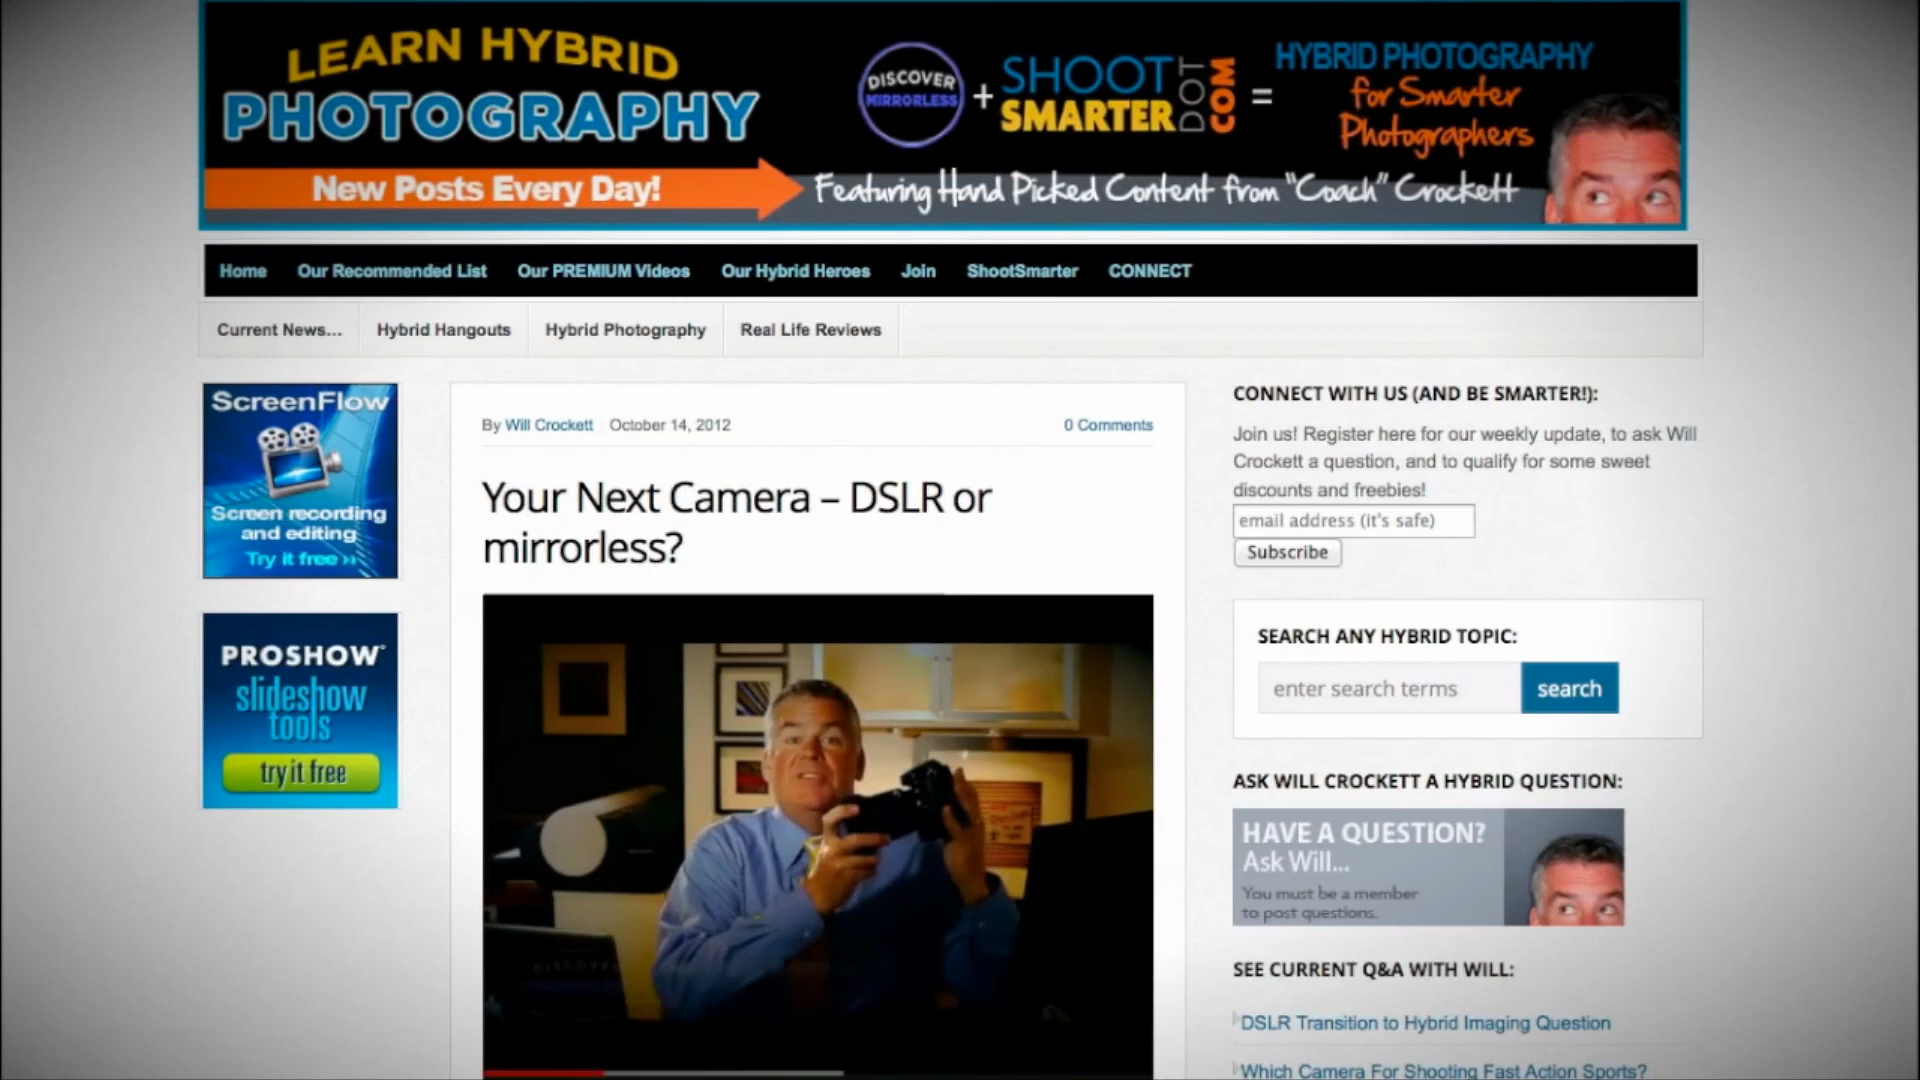 LEARN HYBRID
PHOTOGRAPHY
New Posts Every Day!
DISCOVER
MIRRORLESS
+
SHOOT
SMARTER
DOT
COM
=
HYBRID PHOTOGRAPHY
for Smarter
Photographers
Featuring Hand Picked Content from "Coach" Crockett
Home Our Recommended List Our PREMIUM Videos Our Hybrid Heroes Join ShootSmarter CONNECT
Current News... Hybrid Hangouts Hybrid Photography Real Life Reviews
ScreenFlow
Screen recording
and editing
Try it free >>
PROSHOW
slideshow
tools
try it free
By Will Crockett October 14, 2012 0 Comments
Your Next Camera – DSLR or
mirrorless?
DISCOVER
CONNECT WITH US (AND BE SMARTER!):
Join us! Register here for our weekly update, to ask Will
Crockett a question, and to qualify for some sweet
discounts and freebies!
email address (it's safe)
Subscribe
SEARCH ANY HYBRID TOPIC:
enter search terms search
ASK WILL CROCKETT A HYBRID QUESTION:
HAVE A QUESTION?
Ask Will...
You must be a member
to post questions.
SEE CURRENT Q&A WITH WILL:
DSLR Transition to Hybrid Imaging Question
Which Camera For Shooting Fast Action Sports?